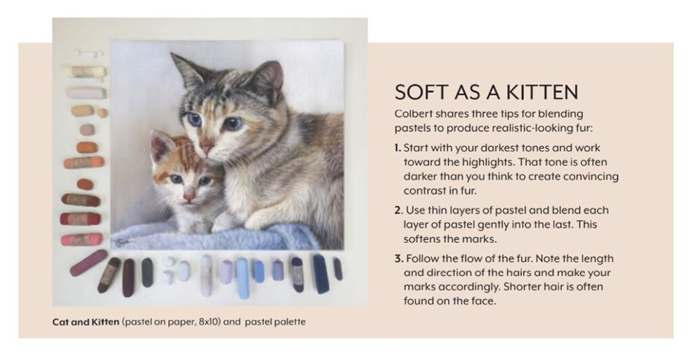 SOFT AS A KITTEN
Colbert shares three tips for blending
pastels to produce realistic-looking fur:
1. Start with your darkest tones and work
toward the highlights. That tone is often
darker than you think to create convincing
contrast in fur.
2. Use thin layers of pastel and blend each
layer of pastel gently into the last. This
softens the marks.
3. Follow the flow of the fur. Note the length
and direction of the hairs and make your
marks accordingly. Shorter hair is often
found on the face.
Cat and Kitten (pastel on paper, 8x10) and pastel palette